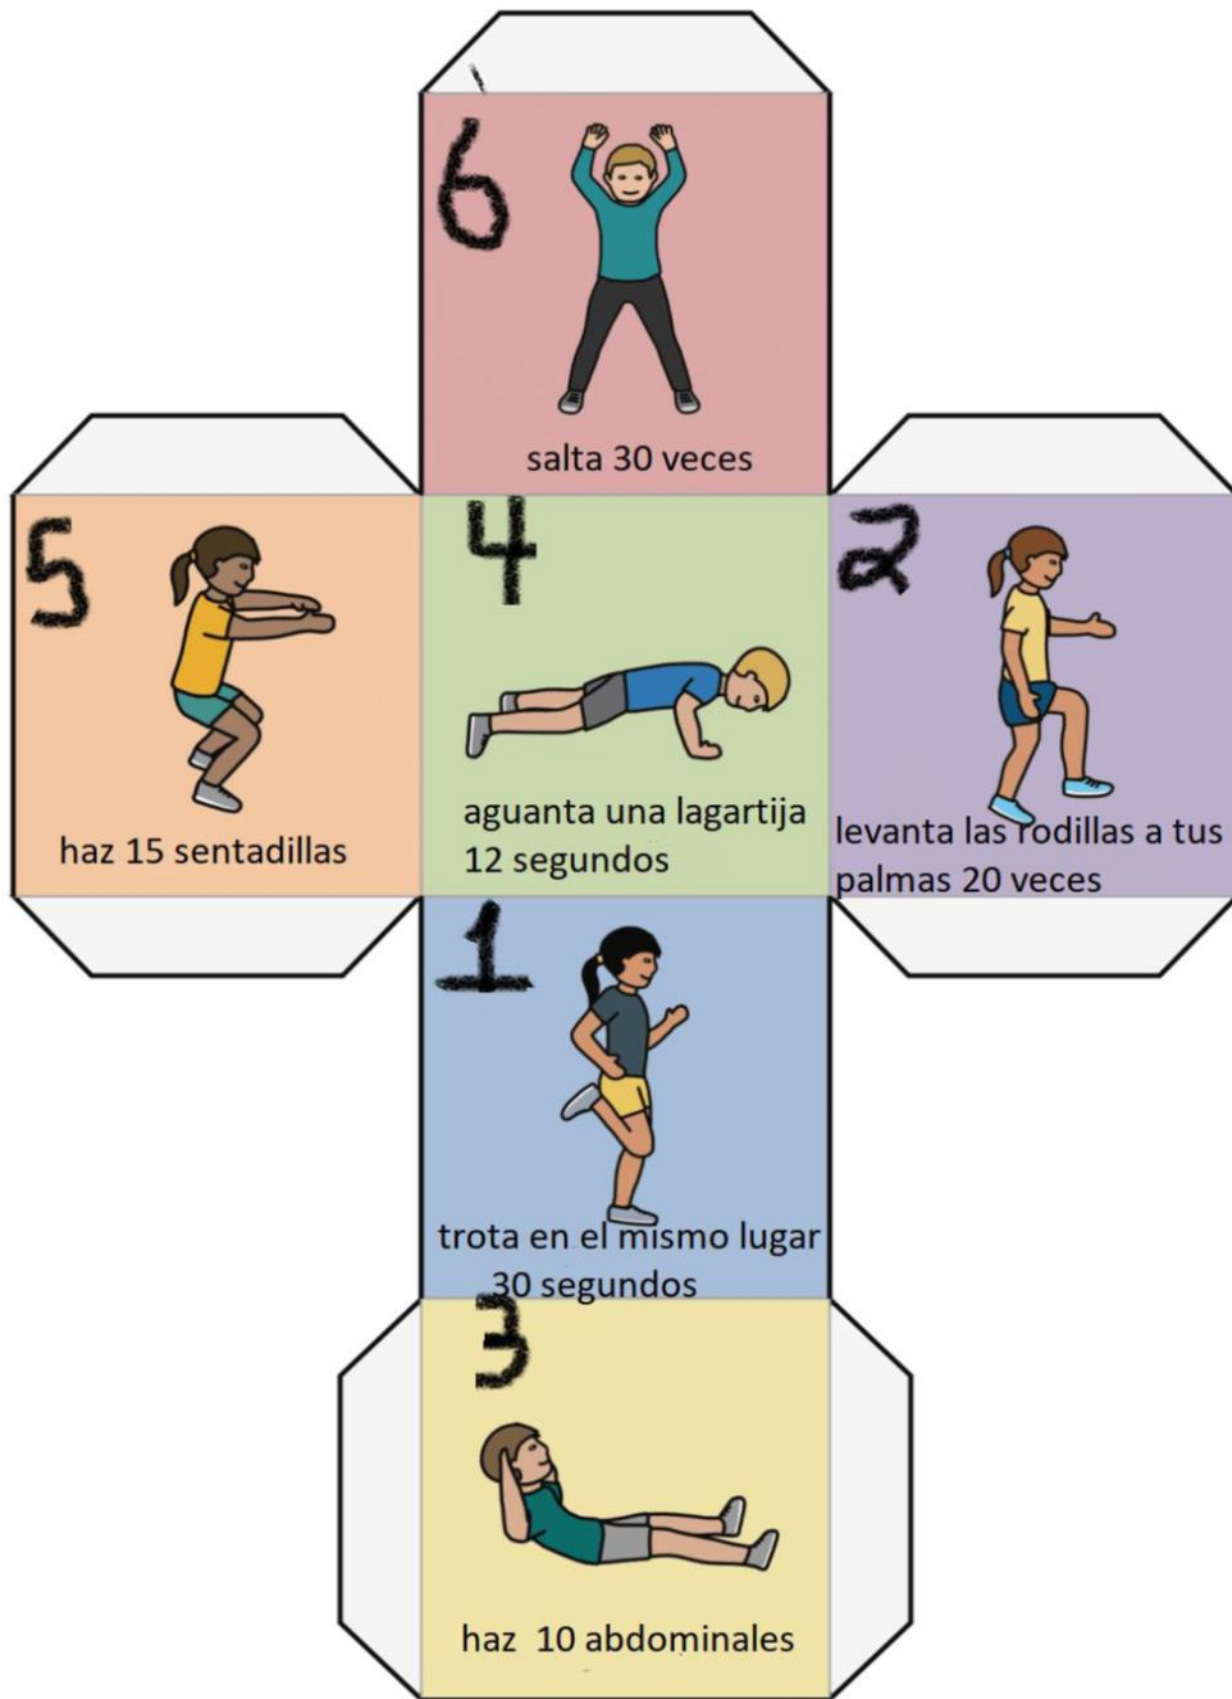 6
salta 30 veces
5
haz 15 sentadillas
4
aguanta una lagartija
12 segundos
2
levanta las rodillas a tus
palmas 20 veces
1
trota en el mismo lugar
30 segundos
3
haz 10 abdominales